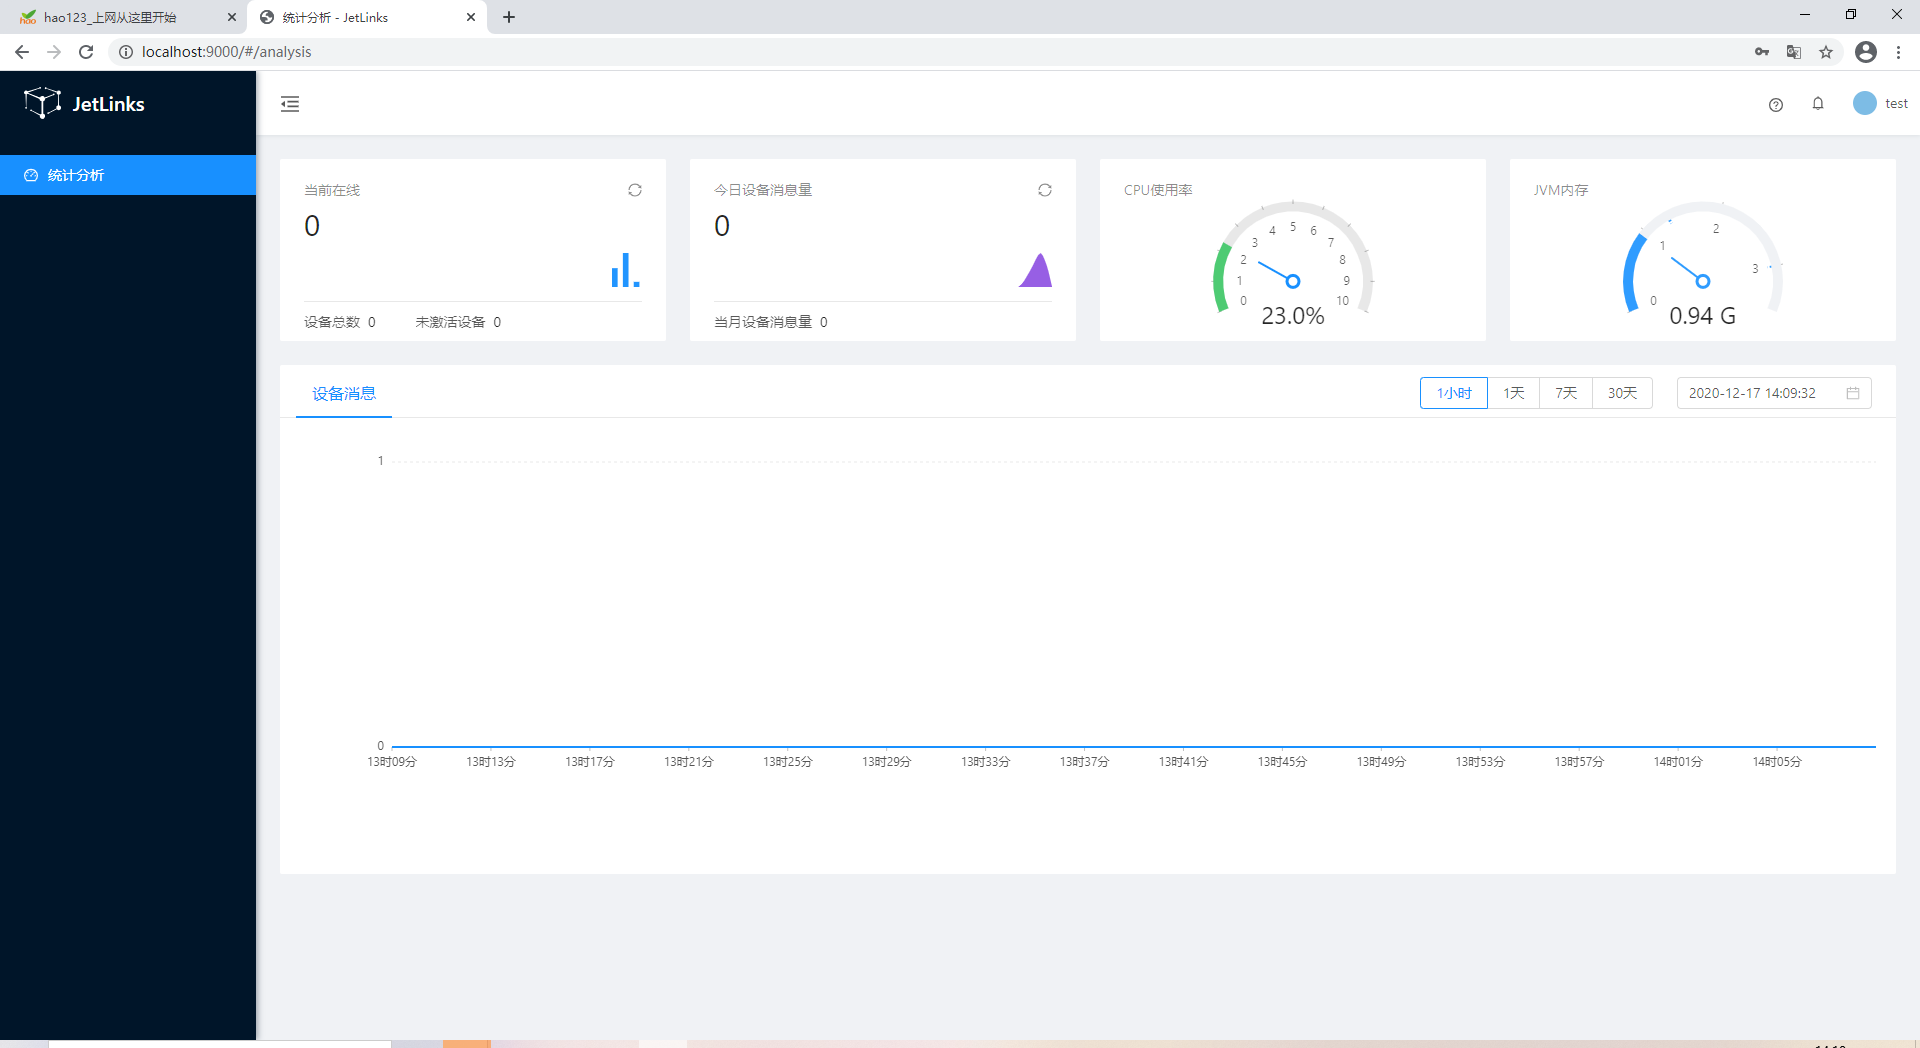 hao123_上网从这里开始
统计分析 - JetLinks
localhost:9000/#/analysis
JetLinks
test
统计分析
当前在线
0
设备总数 0 未激活设备 0
今日设备消息量
0
当月设备消息量 0
CPU使用率
0 1 2 3 4 5 6 7 8 9 10
23.0%
JVM内存
0 1 2 3
0.94 G
设备消息
1小时 1天 7天 30天 2020-12-17 14:09:32
1
0
13时09分 13时13分 13时17分 13时21分 13时25分 13时29分 13时33分 13时37分 13时41分 13时45分 13时49分 13时53分 13时57分 14时01分 14时05分